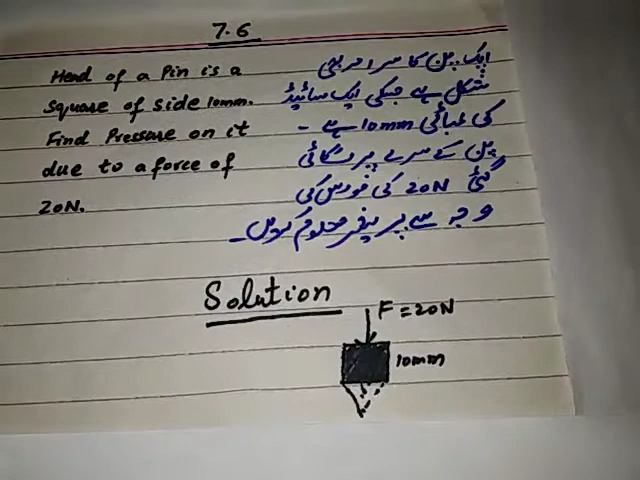 7.6
Head of a Pin is a
Square of side 10mm.
Find Pressure on it
due to a force of
20N.
ایک پن کا سرا مربعی
شکل ہے جسکی ایک سائیڈ
کی لمبائی 10mm ہے -
پن کے سرے پر لگائی
گئی 20N کی فورس کی
وجہ سے پریشر معلوم کریں -
Solution
F = 20N
10mm